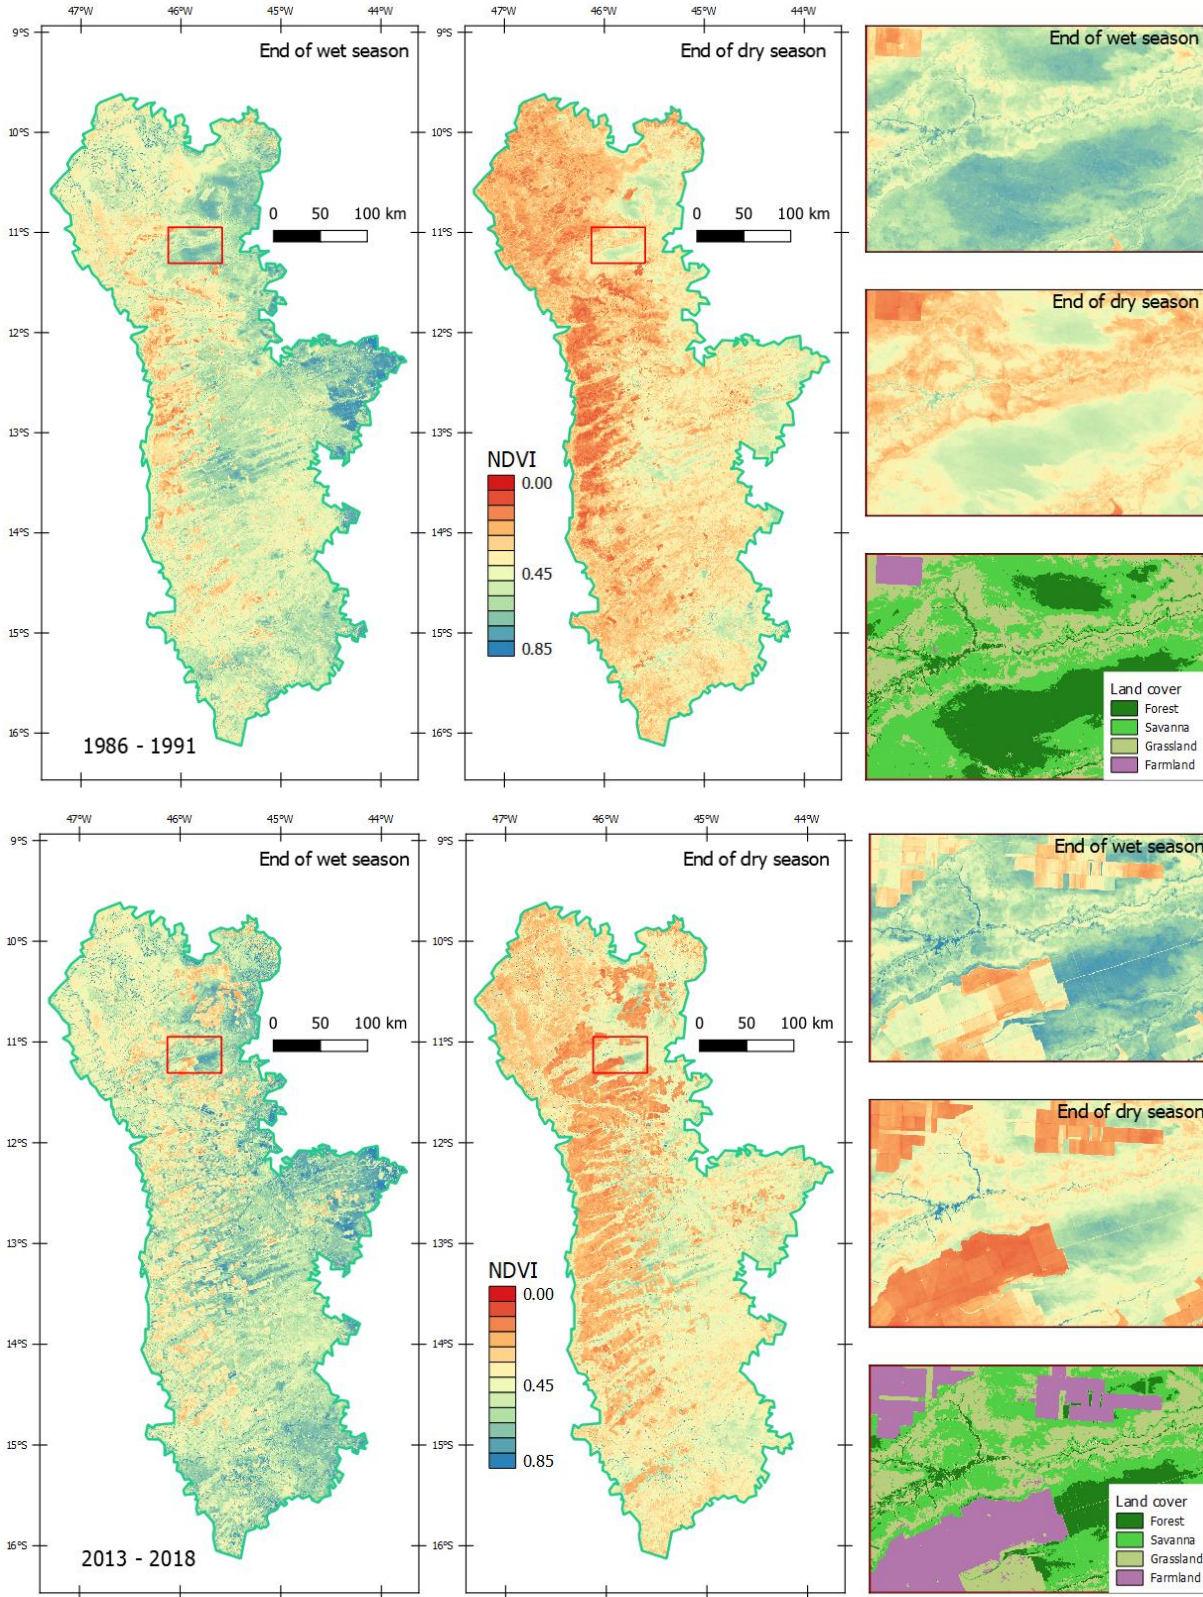 47°W 46°W 45°W 44°W
47°W 46°W 45°W 44°W
9°S
10°S
11°S
12°S
13°S
14°S
15°S
16°S
End of wet season
0 50 100 km
1986 - 1991
9°S
10°S
11°S
12°S
13°S
14°S
15°S
16°S
End of dry season
0 50 100 km
NDVI
0.00
0.45
0.85
End of wet season
End of dry season
Land cover
Forest
Savanna
Grassland
Farmland
47°W 46°W 45°W 44°W
47°W 46°W 45°W 44°W
9°S
10°S
11°S
12°S
13°S
14°S
15°S
16°S
End of wet season
0 50 100 km
2013 - 2018
9°S
10°S
11°S
12°S
13°S
14°S
15°S
16°S
End of dry season
0 50 100 km
NDVI
0.00
0.45
0.85
End of wet season
End of dry season
Land cover
Forest
Savanna
Grassland
Farmland